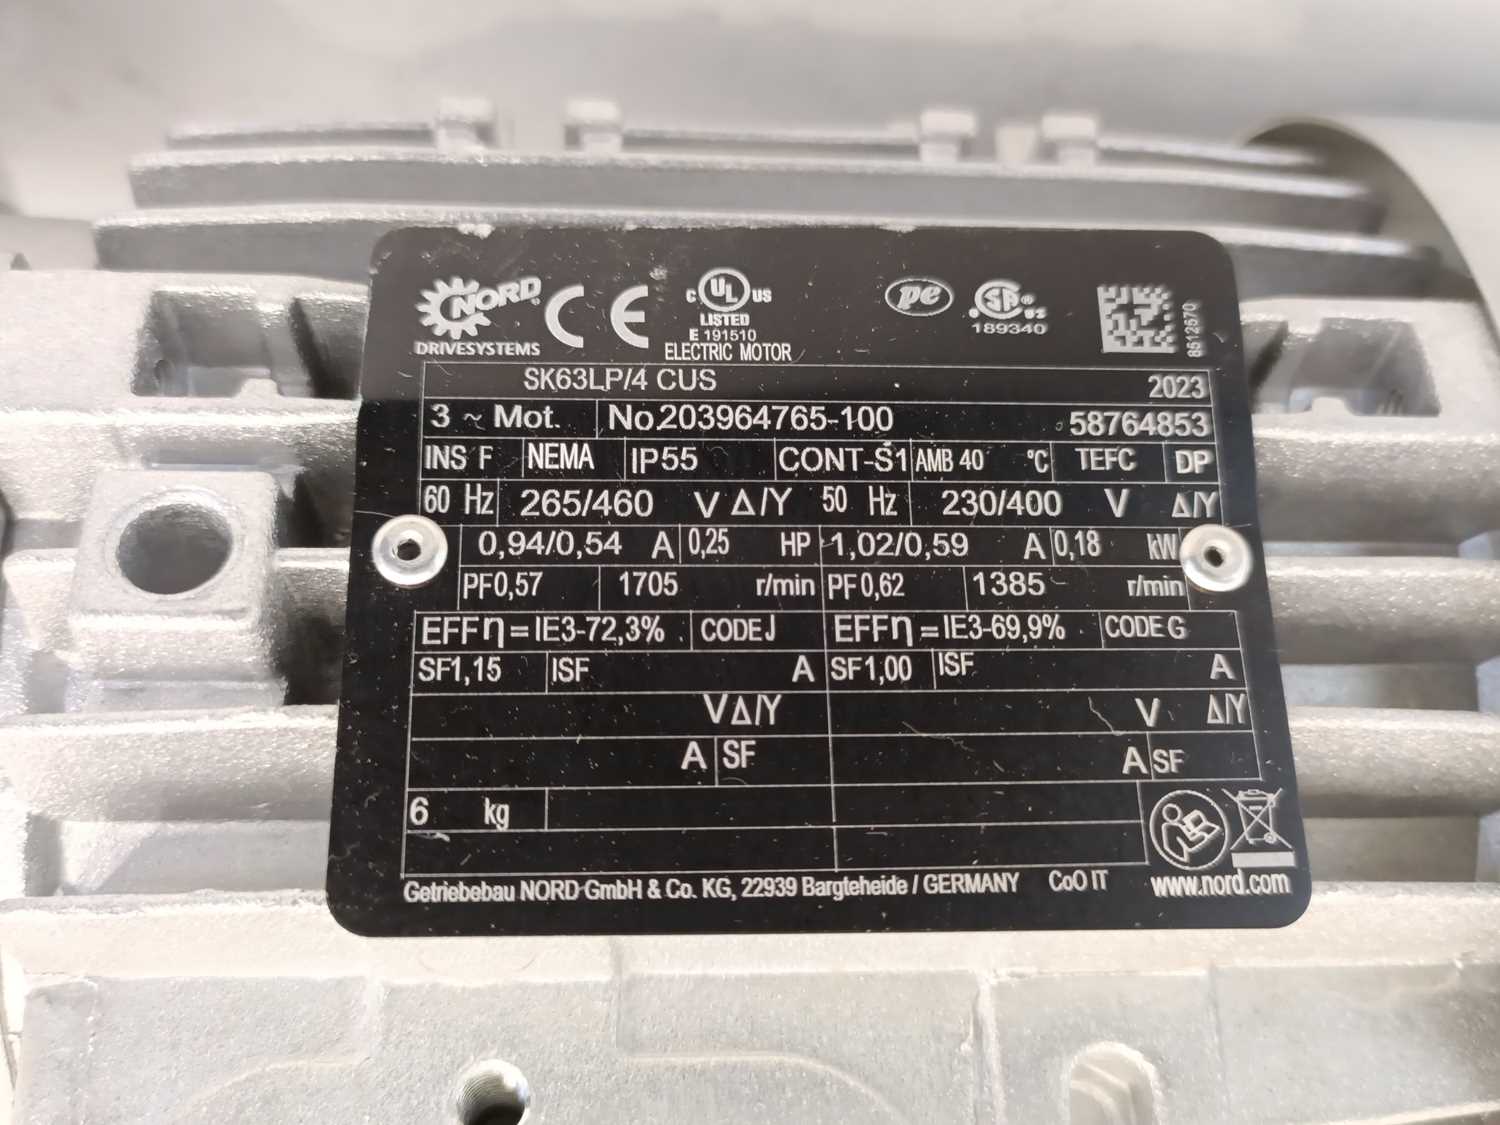 NORD®
DRIVESYSTEMS
CE
c UL US
LISTED
E 191510
ELECTRIC MOTOR
pe
SA® US
189340
8512670
SK63LP/4 CUS 2023
3 ~ Mot. No.203964765-100 58764853
INS F NEMA IP55 CONT-S1 AMB 40 °C TEFC DP
60 Hz 265/460 V Δ/Y 50 Hz 230/400 V Δ/Y
0,94/0,54 A 0,25 HP 1,02/0,59 A 0,18 kW
PF0,57 1705 r/min PF0,62 1385 r/min
EFFη=IE3-72,3% CODE J EFFη=IE3-69,9% CODE G
SF1,15 ISF A SF1,00 ISF A
VΔ/Y V Δ/Y
A SF A SF
6 kg
Getriebebau NORD GmbH & Co. KG, 22939 Bargteheide / GERMANY CoO IT www.nord.com